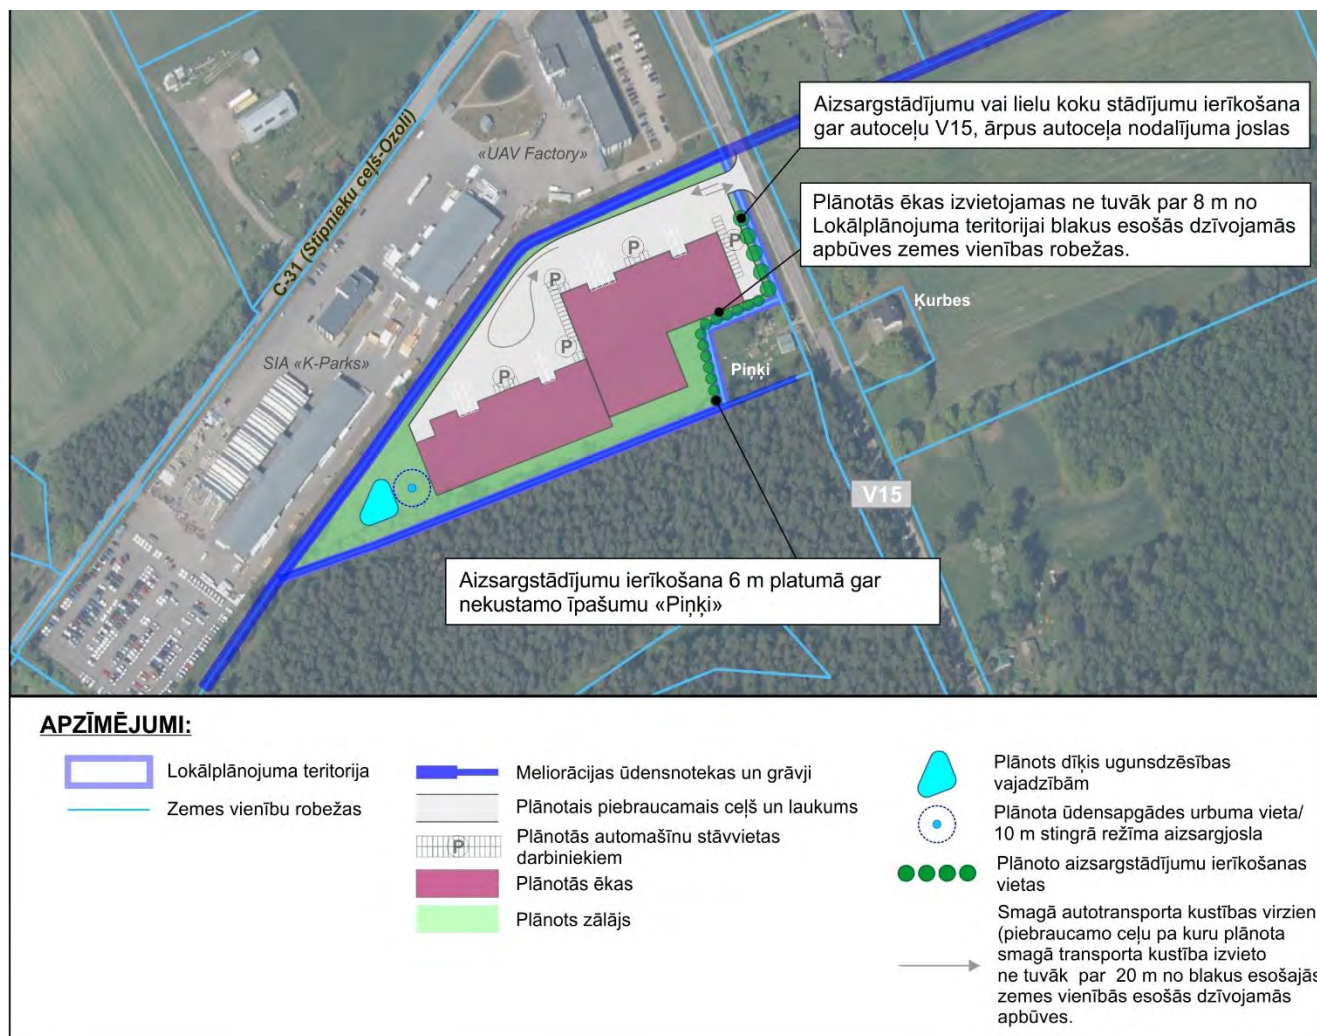 Aizsargstādījumu vai lielu koku stādījumu ierīkošana
gar autoceļu V15, ārpus autoceļa nodalījuma joslas
«UAV Factory»
C-31 (Stīpnieku ceļš-Ozoli)
Plānotās ēkas izvietojamas ne tuvāk par 8 m no
Lokālplānojuma teritorijai blakus esošās dzīvojamās
apbūves zemes vienības robežas.
P
P
P
P
P
Ķurbes
SIA «K-Parks»
Piņķi
V15
Aizsargstādījumu ierīkošana 6 m platumā gar
nekustamo īpašumu «Piņķi»
APZĪMĒJUMI:
Lokālplānojuma teritorija
Zemes vienību robežas
Meliorācijas ūdensnotekas un grāvji
Plānotais piebraucamais ceļš un laukums
P
Plānotās automašīnu stāvvietas
darbiniekiem
Plānotās ēkas
Plānots zālājs
Plānots dīķis ugunsdzēsības
vajadzībām
Plānota ūdensapgādes urbuma vieta/
10 m stingrā režīma aizsargjosla
Plānoto aizsargstādījumu ierīkošanas
vietas
Smagā autotransporta kustības virzien
(piebraucamo ceļu pa kuru plānota
smagā transporta kustība izvieto
ne tuvāk par 20 m no blakus esošajās
zemes vienībās esošās dzīvojamās
apbūves.